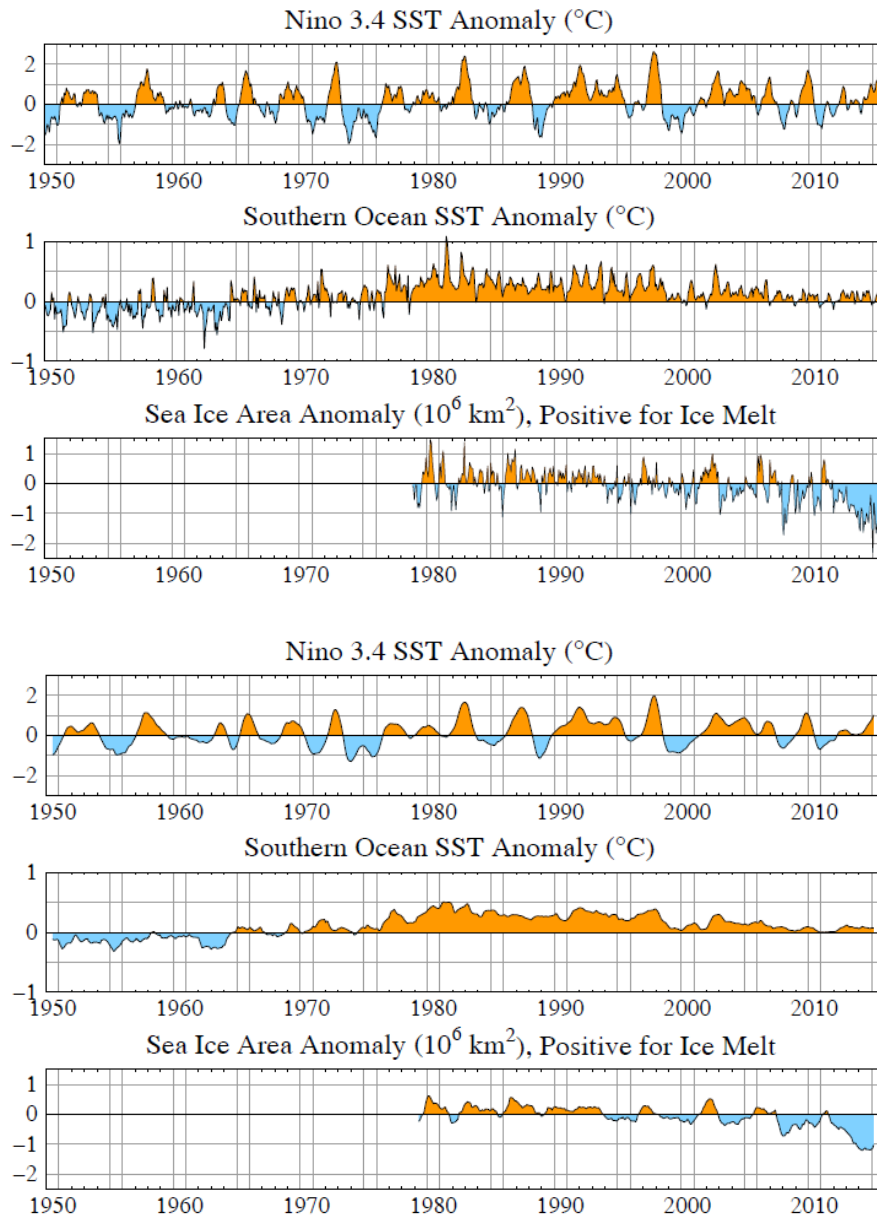 Nino 3.4 SST Anomaly (°C)
2
0
−2
1950 1960 1970 1980 1990 2000 2010
Southern Ocean SST Anomaly (°C)
1
0
−1
1950 1960 1970 1980 1990 2000 2010
Sea Ice Area Anomaly (10⁶ km²), Positive for Ice Melt
1
0
−1
−2
1950 1960 1970 1980 1990 2000 2010
Nino 3.4 SST Anomaly (°C)
2
0
−2
1950 1960 1970 1980 1990 2000 2010
Southern Ocean SST Anomaly (°C)
1
0
−1
1950 1960 1970 1980 1990 2000 2010
Sea Ice Area Anomaly (10⁶ km²), Positive for Ice Melt
1
0
−1
−2
1950 1960 1970 1980 1990 2000 2010